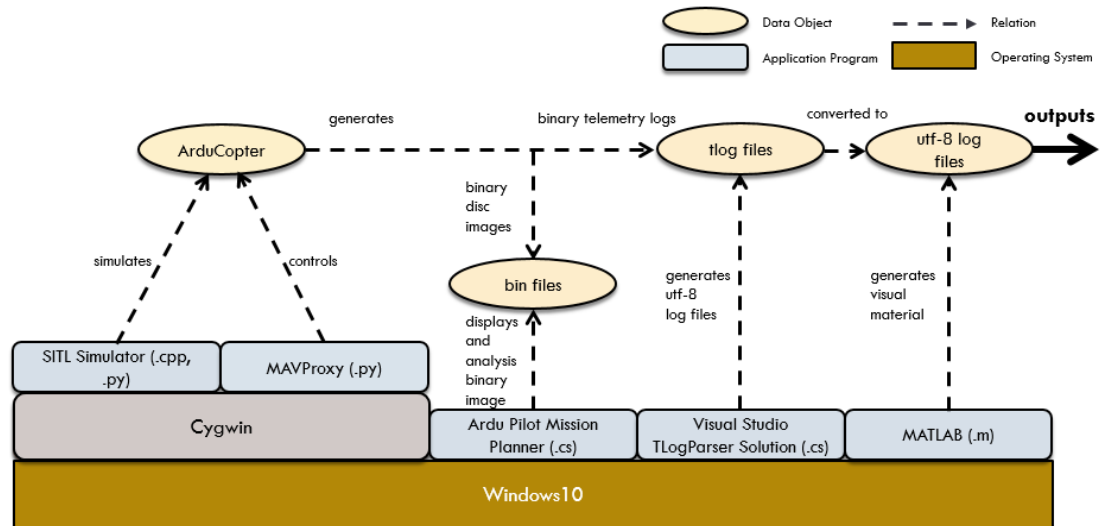 Data Object
Relation
Application Program
Operating System
generates
binary telemetry logs
converted to
outputs
ArduCopter
tlog files
utf-8 log
files
binary
disc
images
simulates
controls
bin files
generates
utf-8
log files
generates
visual
material
displays
and
analysis
binary
image
SITL Simulator (.cpp,
.py)
MAVProxy (.py)
Cygwin
Ardu Pilot Mission
Planner (.cs)
Visual Studio
TLogParser Solution (.cs)
MATLAB (.m)
Windows10